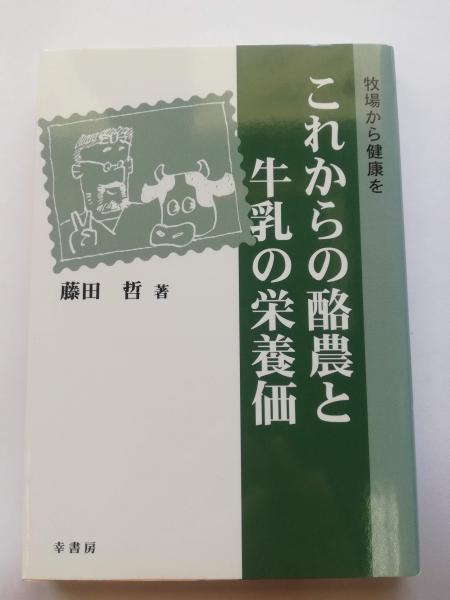 牧場から健康を
これからの酪農と
牛乳の栄養価
藤田 哲 著
幸書房